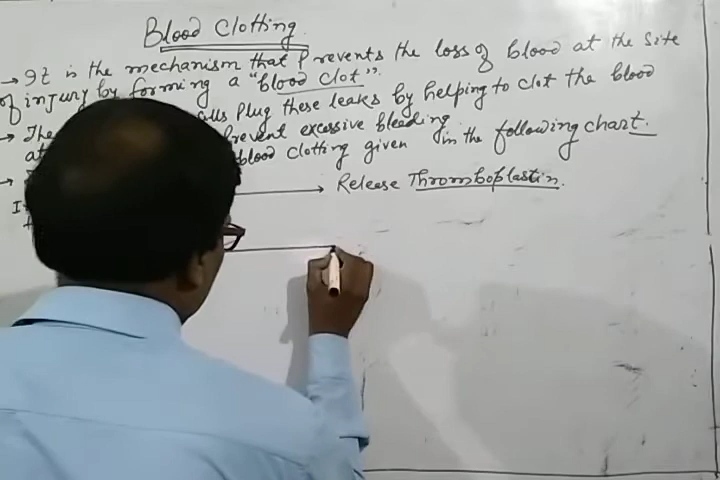 Blood Clotting
→ It is the mechanism that Prevents the loss of blood at the site
of injury by forming a "blood clot".
→ The cells Plug these leaks by helping to clot the blood
at prevent excessive bleeding.
→ blood clotting given in the following chart.
→ Release Thromboplastin.